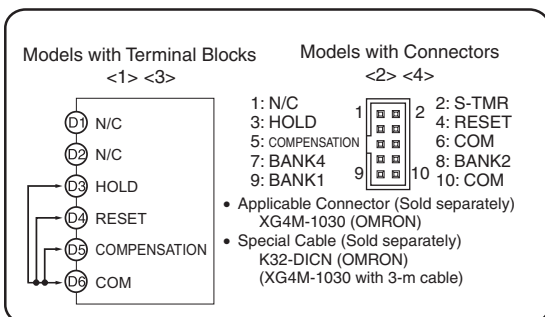 Models with Terminal Blocks
<1> <3>
D1 N/C
D2 N/C
D3 HOLD
D4 RESET
D5 COMPENSATION
D6 COM
Models with Connectors
<2> <4>
1: N/C
3: HOLD
5: COMPENSATION
7: BANK4
9: BANK1
1 2
9 10
2: S-TMR
4: RESET
6: COM
8: BANK2
10: COM
• Applicable Connector (Sold separately)
XG4M-1030 (OMRON)
• Special Cable (Sold separately)
K32-DICN (OMRON)
(XG4M-1030 with 3-m cable)